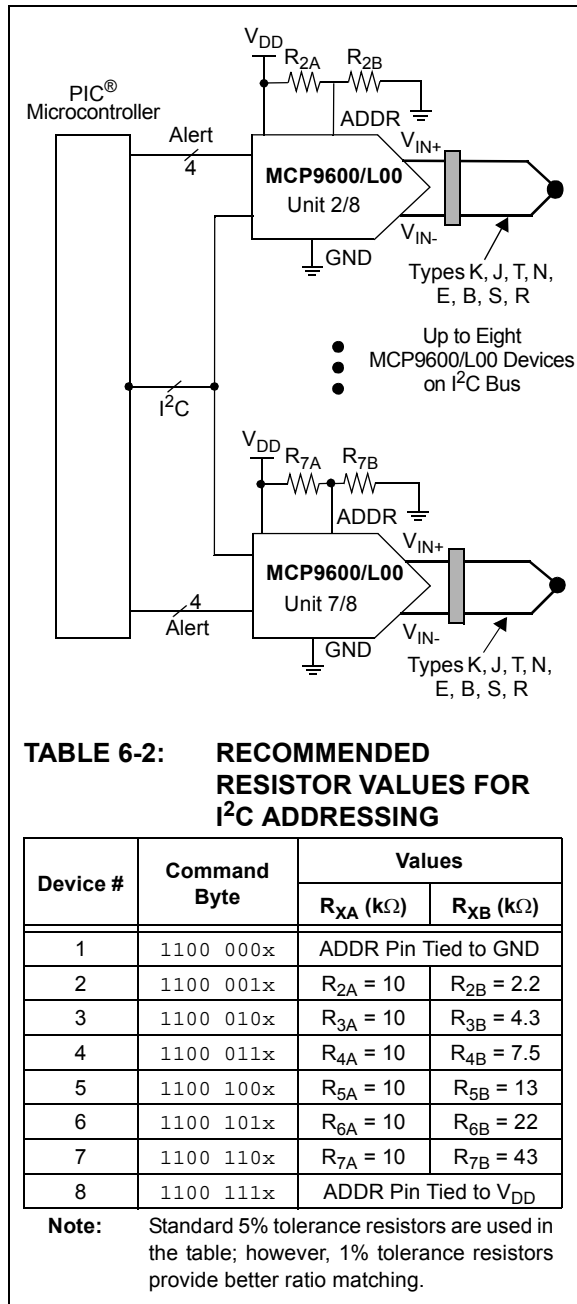 V_DD
R_2A R_2B
PIC®
Microcontroller
ADDR
Alert
4
V_IN+
MCP9600/L00
Unit 2/8
V_IN-
GND
Types K, J, T, N,
E, B, S, R
Up to Eight
MCP9600/L00 Devices
on I²C Bus
I²C
V_DD
R_7A R_7B
ADDR
V_IN+
MCP9600/L00
4
Unit 7/8
Alert
V_IN-
GND
Types K, J, T, N,
E, B, S, R
TABLE 6-2: RECOMMENDED
RESISTOR VALUES FOR
I²C ADDRESSING
Device # Command Byte Values
R_XA (kΩ) R_XB (kΩ)
1 1100 000x ADDR Pin Tied to GND
2 1100 001x R_2A = 10 R_2B = 2.2
3 1100 010x R_3A = 10 R_3B = 4.3
4 1100 011x R_4A = 10 R_4B = 7.5
5 1100 100x R_5A = 10 R_5B = 13
6 1100 101x R_6A = 10 R_6B = 22
7 1100 110x R_7A = 10 R_7B = 43
8 1100 111x ADDR Pin Tied to V_DD
Note: Standard 5% tolerance resistors are used in
the table; however, 1% tolerance resistors
provide better ratio matching.